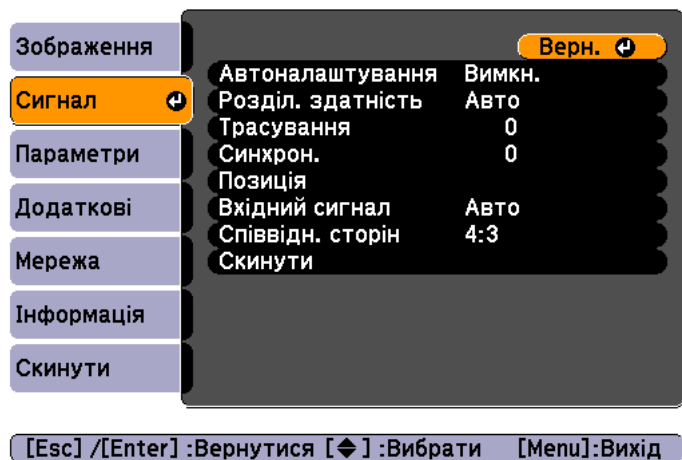 Зображення
Сигнал
Параметри
Додаткові
Мережа
Інформація
Скинути
Верн.
Автоналаштування Вимкн.
Розділ. здатність Авто
Трасування 0
Синхрон. 0
Позиція
Вхідний сигнал Авто
Співвідн. сторін 4:3
Скинути
[Esc] /[Enter] :Вернутися [ ] :Вибрати [Menu]:Вихід